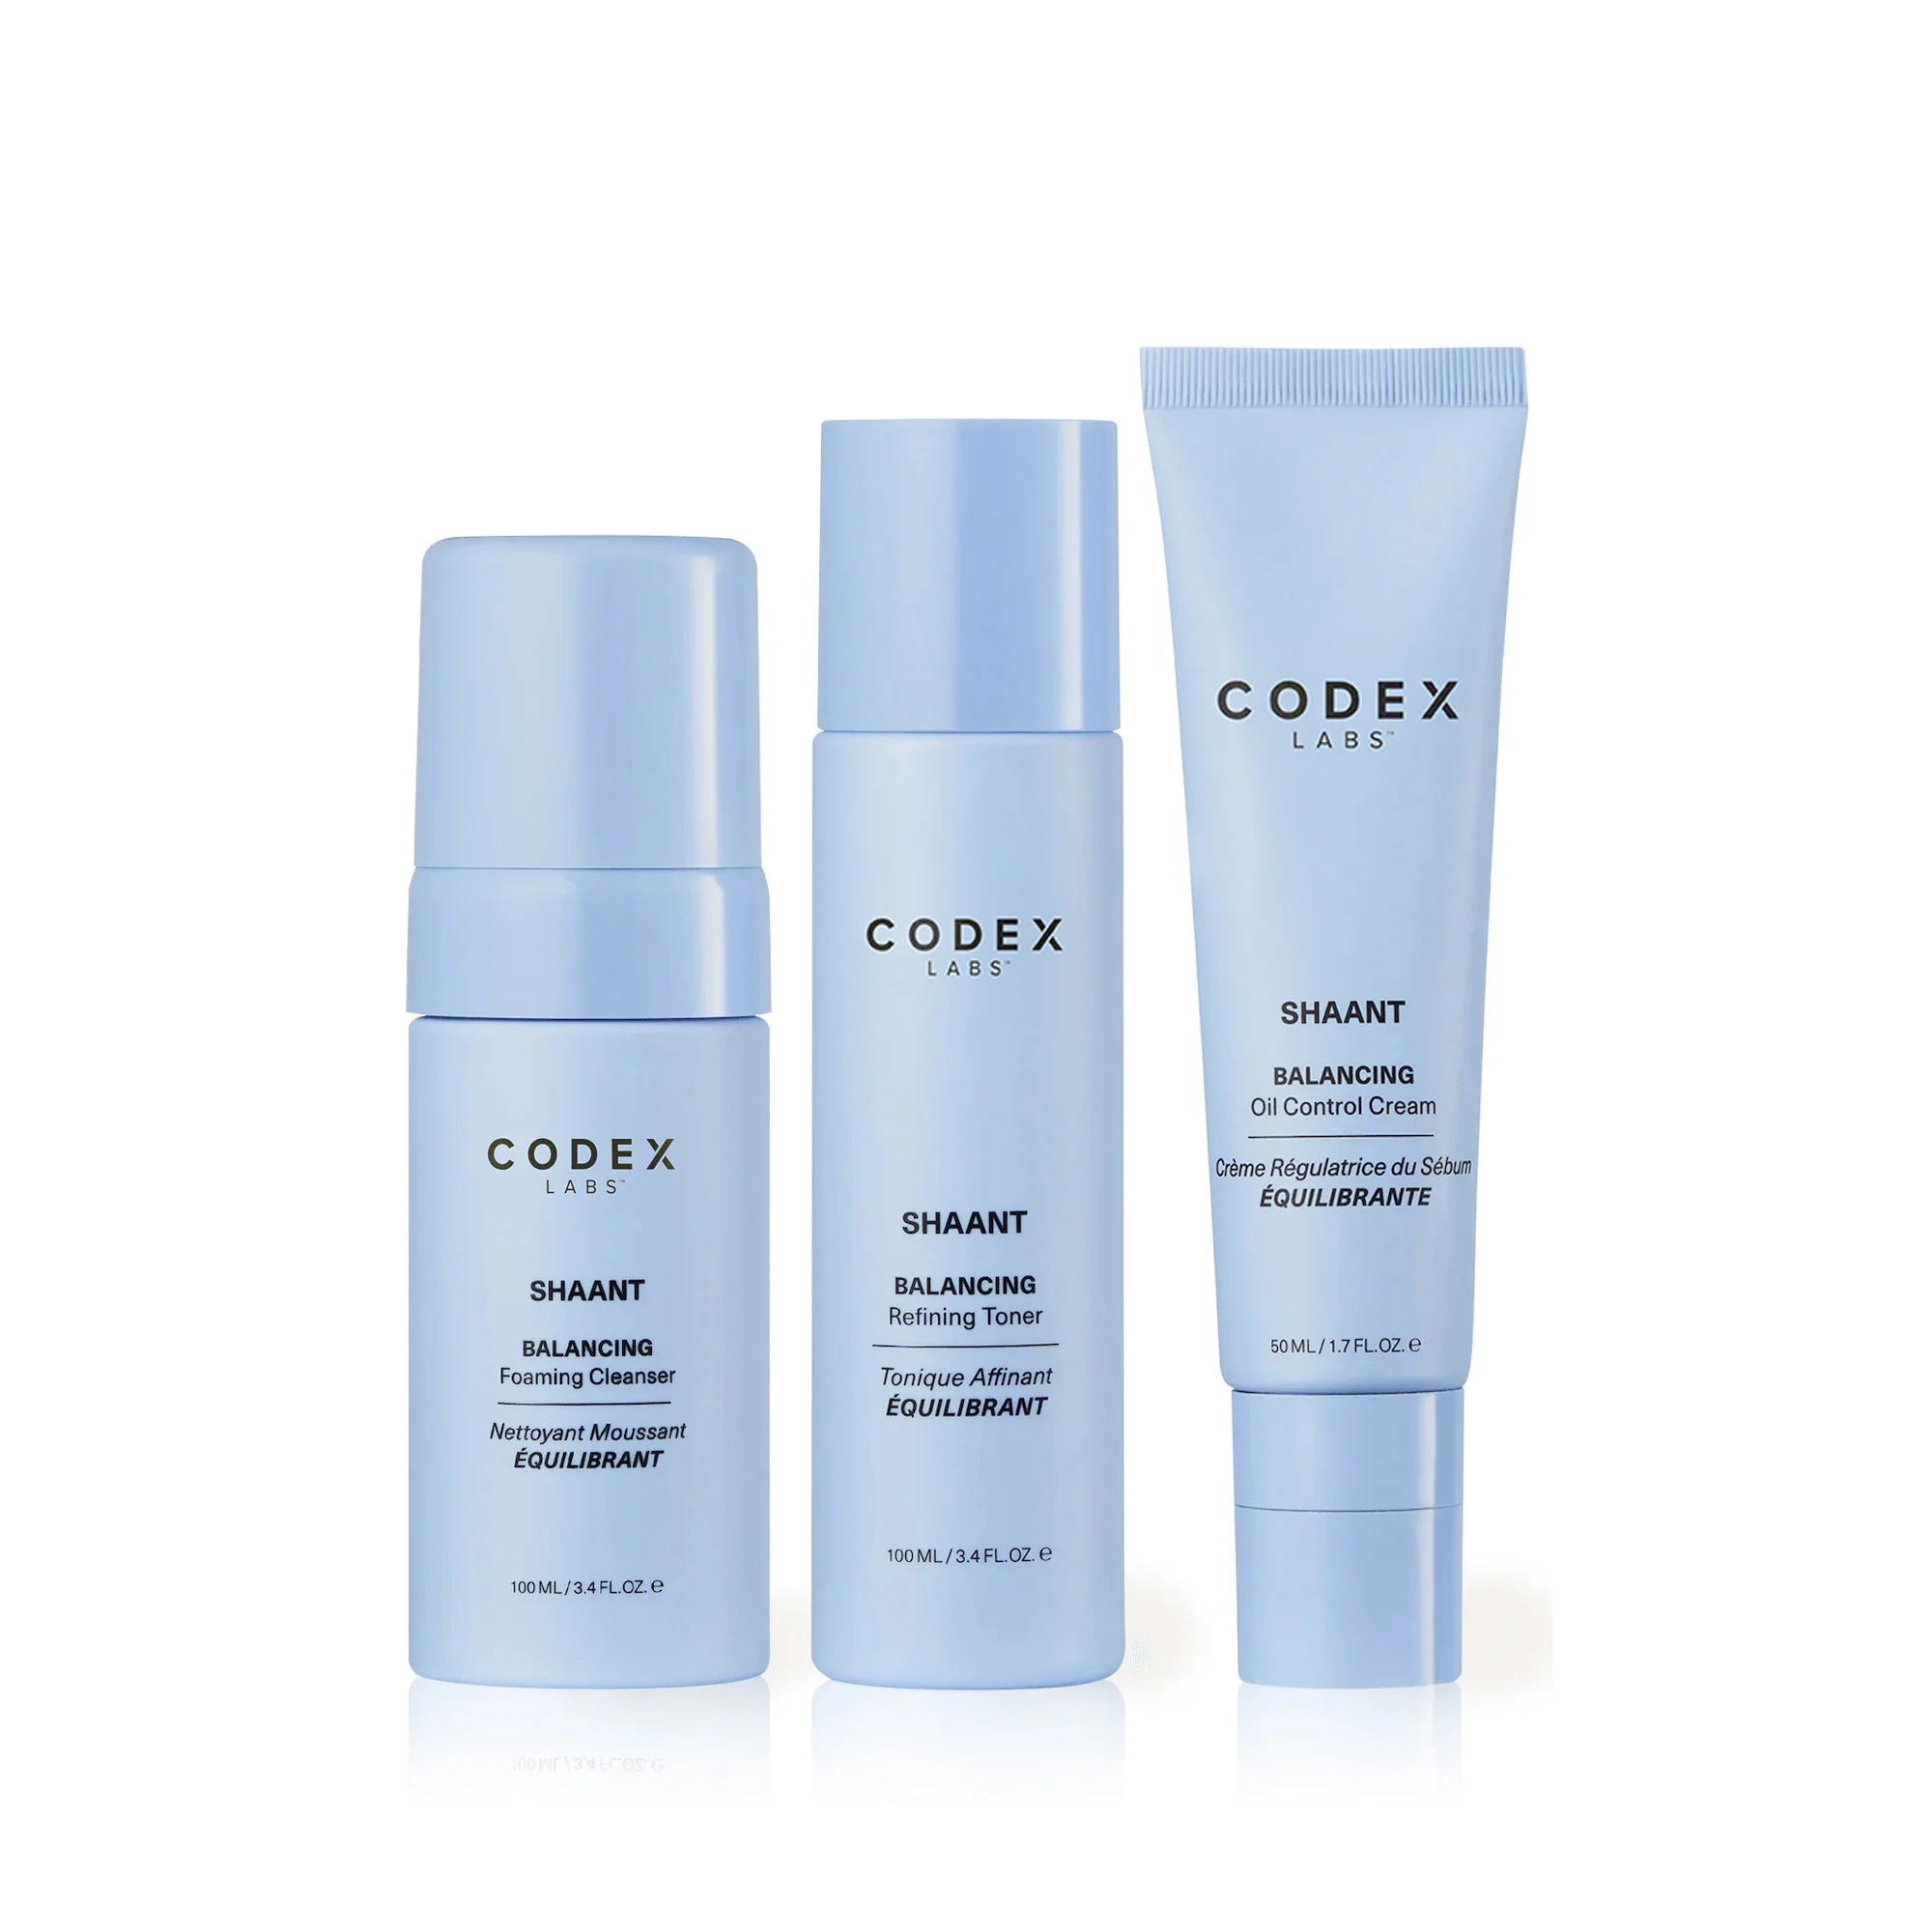 CODEX
LABS™
SHAANT
BALANCING
Foaming Cleanser
Nettoyant Moussant
ÉQUILIBRANT
100 ML / 3.4 FL.OZ. ℮
CODEX
LABS™
SHAANT
BALANCING
Refining Toner
Tonique Affinant
ÉQUILIBRANT
100 ML / 3.4 FL.OZ. ℮
CODEX
LABS™
SHAANT
BALANCING
Oil Control Cream
Crème Régulatrice du Sébum
ÉQUILIBRANTE
50 ML / 1.7 FL.OZ. ℮